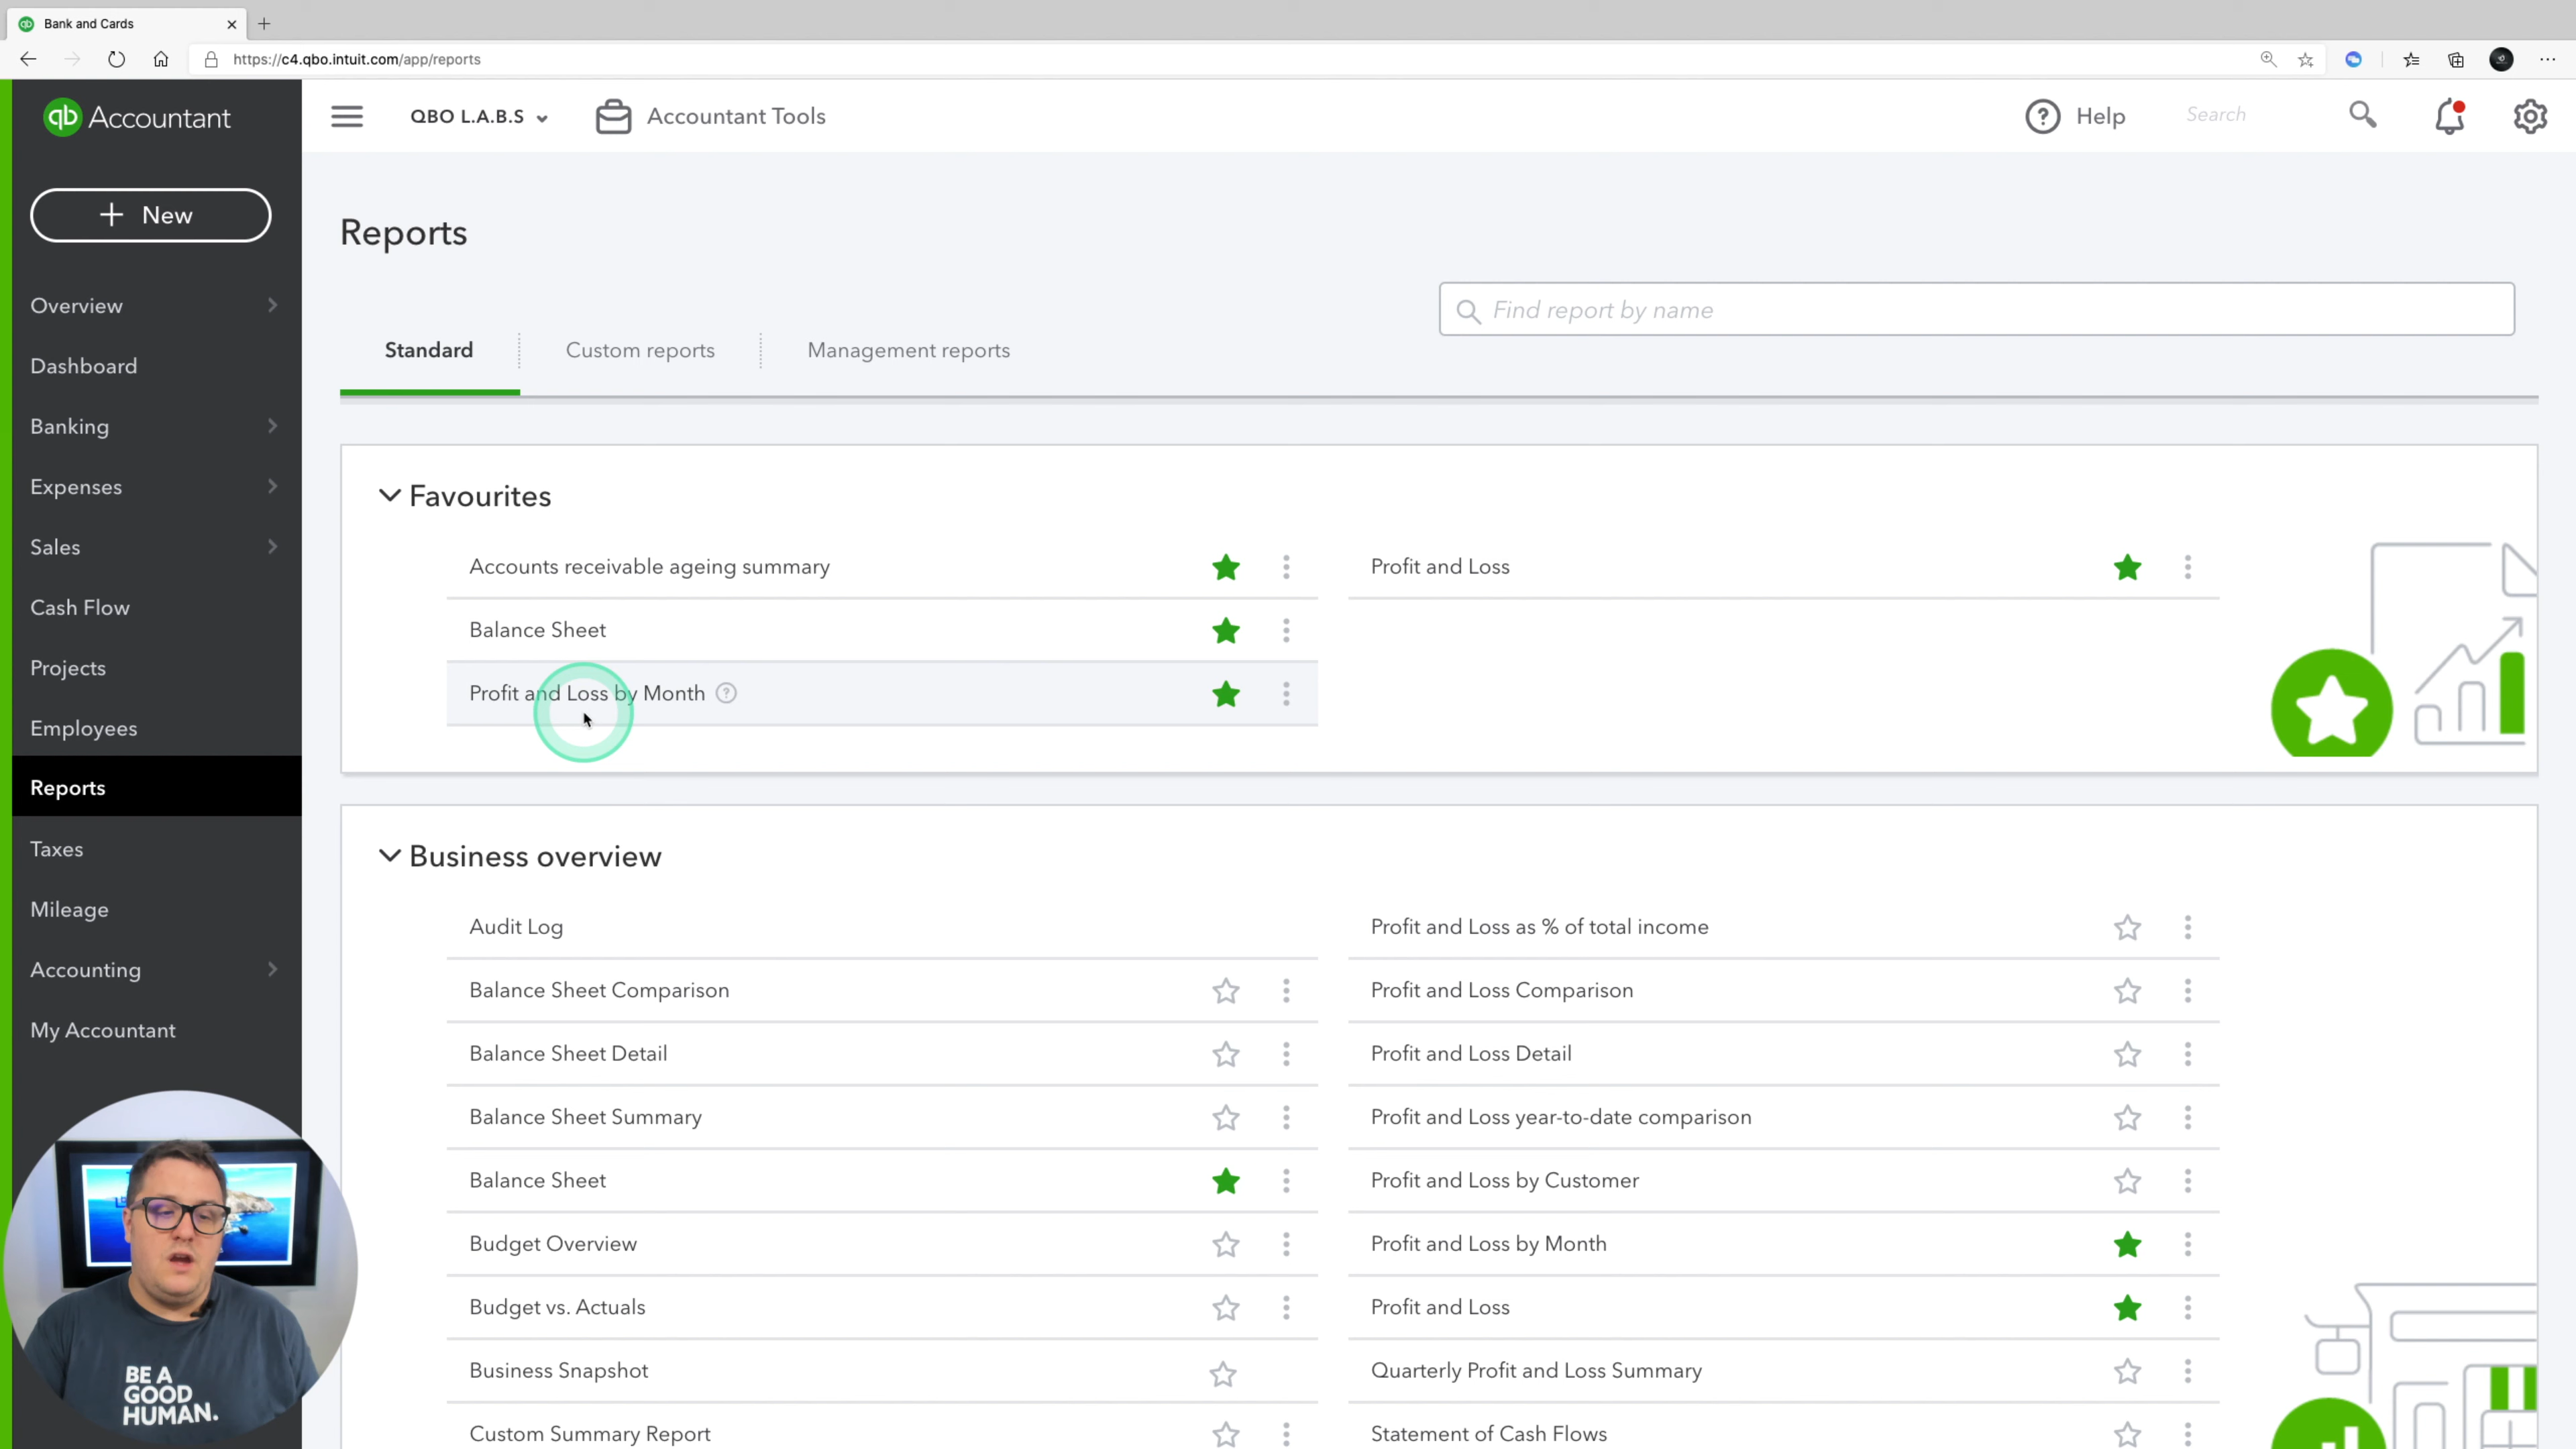 Bank and Cards
https://c4.qbo.intuit.com/app/reports
qb Accountant
QBO L.A.B.S
Accountant Tools
? Help
Search
+ New
Overview
Dashboard
Banking
Expenses
Sales
Cash Flow
Projects
Employees
Reports
Taxes
Mileage
Accounting
My Accountant
Reports
Find report by name
Standard
Custom reports
Management reports
Favourites
Accounts receivable ageing summary
Profit and Loss
Balance Sheet
Profit and Loss by Month ?
Business overview
Audit Log
Profit and Loss as % of total income
Balance Sheet Comparison
Profit and Loss Comparison
Balance Sheet Detail
Profit and Loss Detail
Balance Sheet Summary
Profit and Loss year-to-date comparison
Balance Sheet
Profit and Loss by Customer
Budget Overview
Profit and Loss by Month
Budget vs. Actuals
Profit and Loss
Business Snapshot
Quarterly Profit and Loss Summary
Custom Summary Report
Statement of Cash Flows
BE A
GOOD
HUMAN.